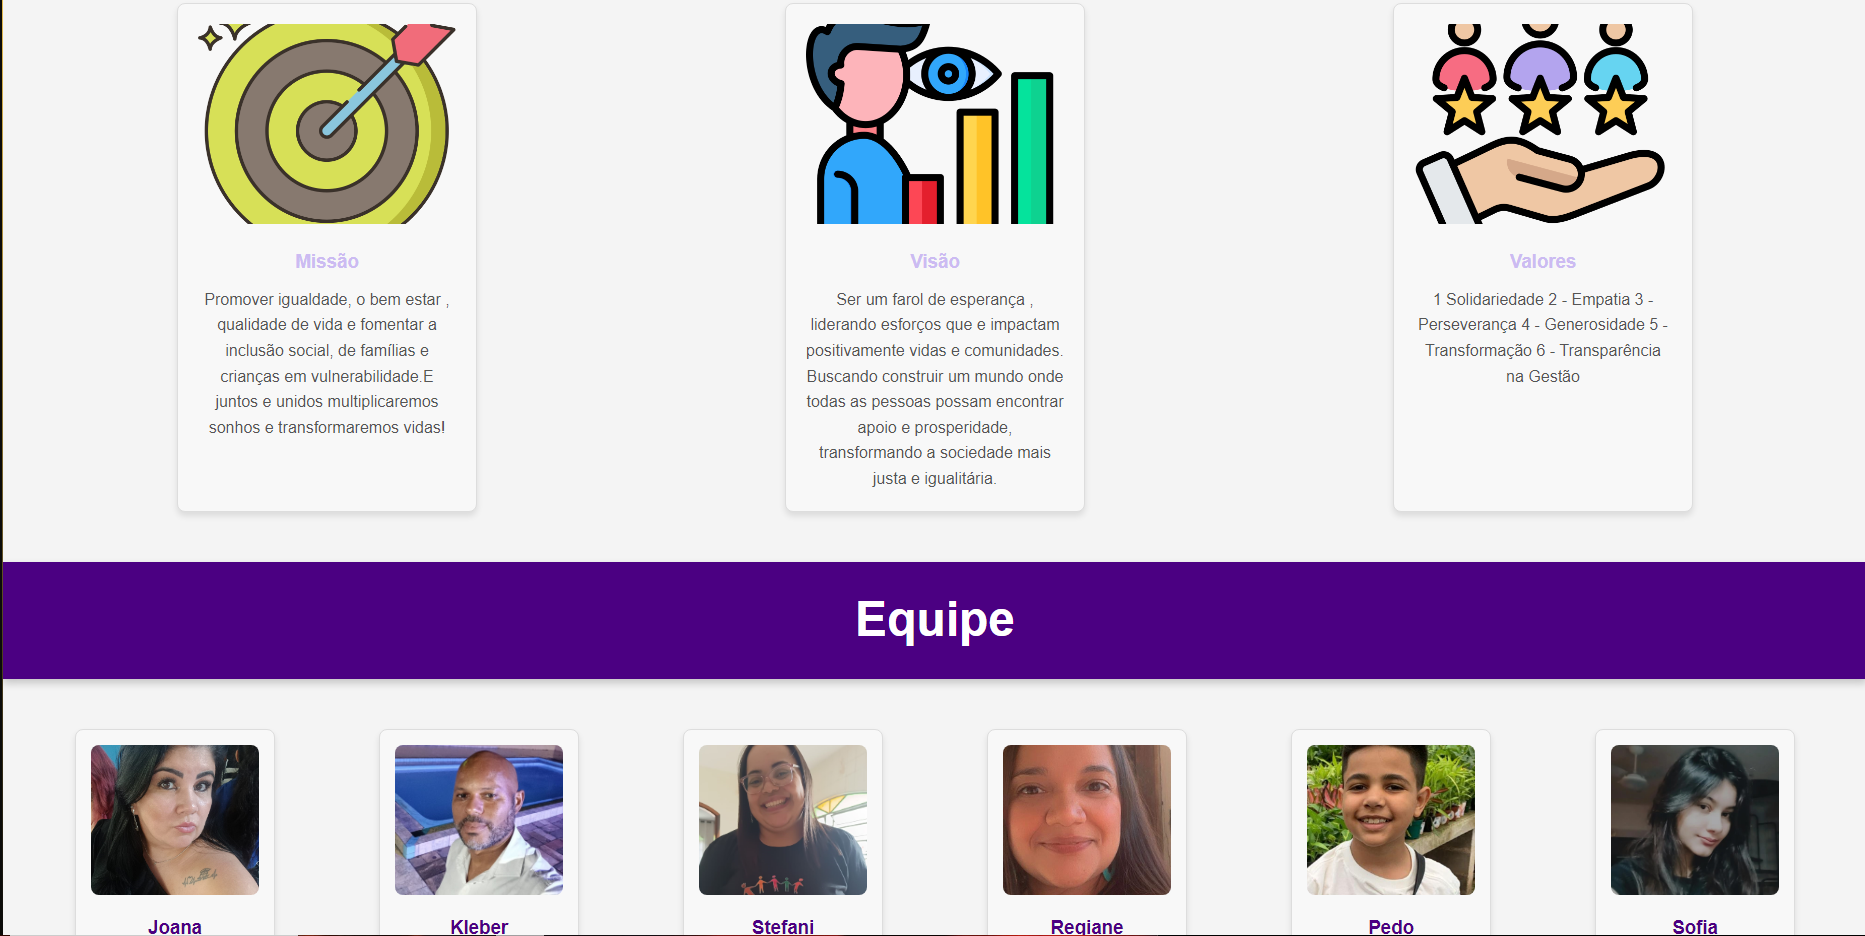 Missão
Promover igualdade, o bem estar ,
qualidade de vida e fomentar a
inclusão social, de famílias e
crianças em vulnerabilidade.E
juntos e unidos multiplicaremos
sonhos e transformaremos vidas!
Visão
Ser um farol de esperança ,
liderando esforços que e impactam
positivamente vidas e comunidades.
Buscando construir um mundo onde
todas as pessoas possam encontrar
apoio e prosperidade,
transformando a sociedade mais
justa e igualitária.
Valores
1 Solidariedade 2 - Empatia 3 -
Perseverança 4 - Generosidade 5 -
Transformação 6 - Transparência
na Gestão
Equipe
Joana
Kleber
Stefani
Regiane
Pedo
Sofia